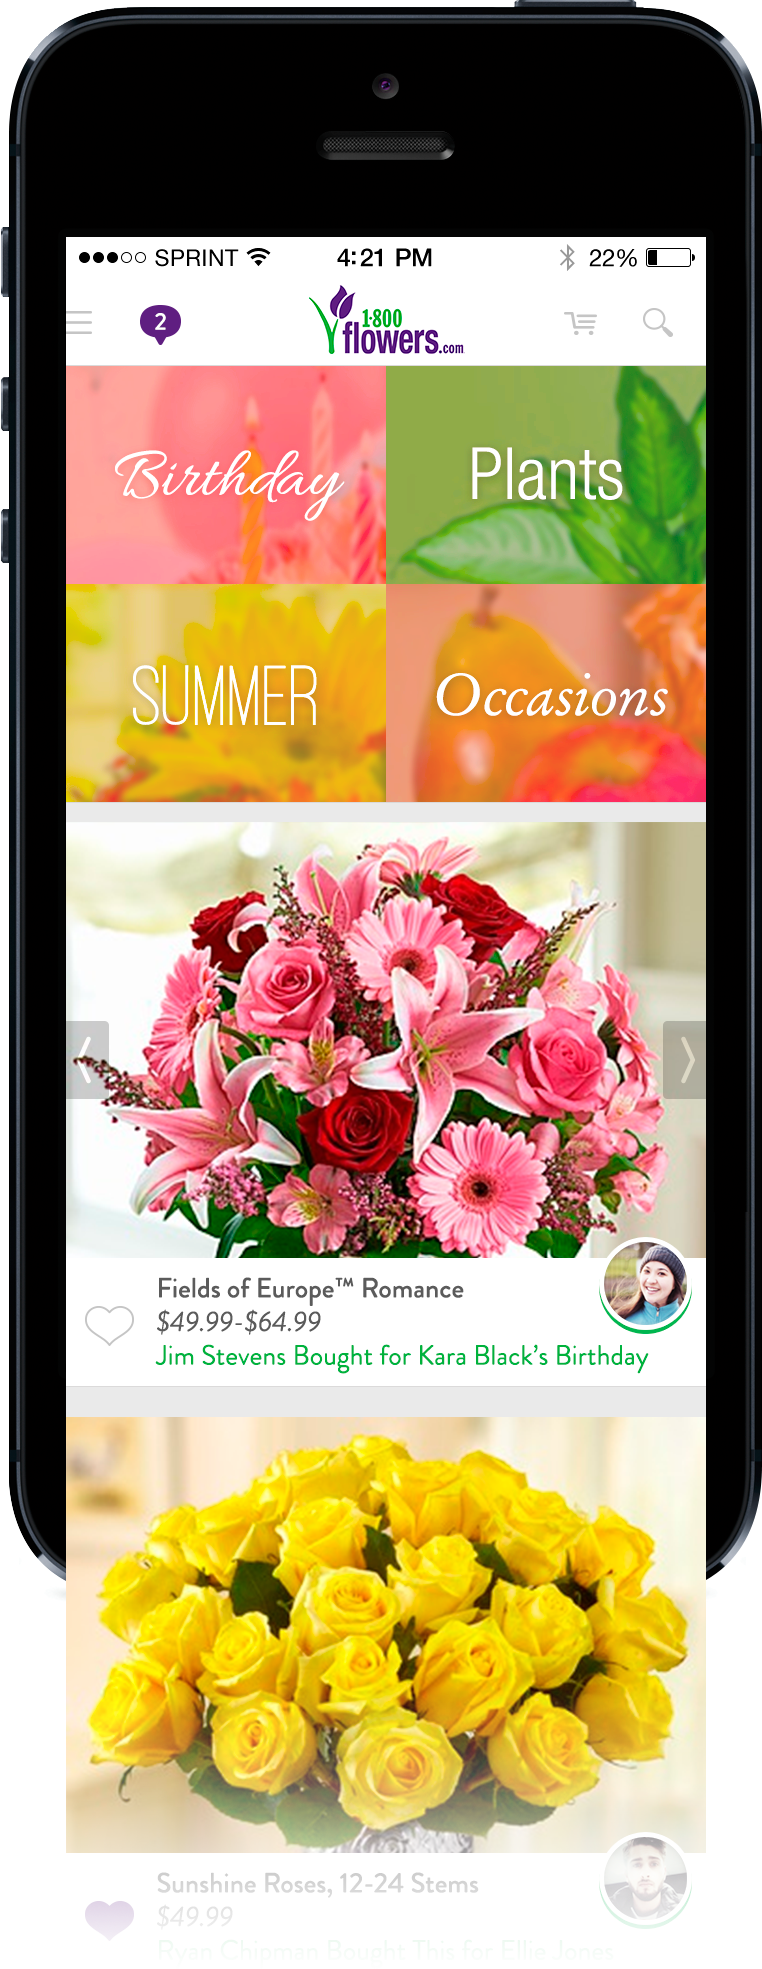 SPRINT 4:21 PM 22%
2
1·800
flowers.com
Birthday
Plants
SUMMER
Occasions
Fields of Europe™ Romance
$49.99-$64.99
Jim Stevens Bought for Kara Black's Birthday
Sunshine Roses, 12-24 Stems
$49.99
Ryan Chipman Bought This for Ellie Jones